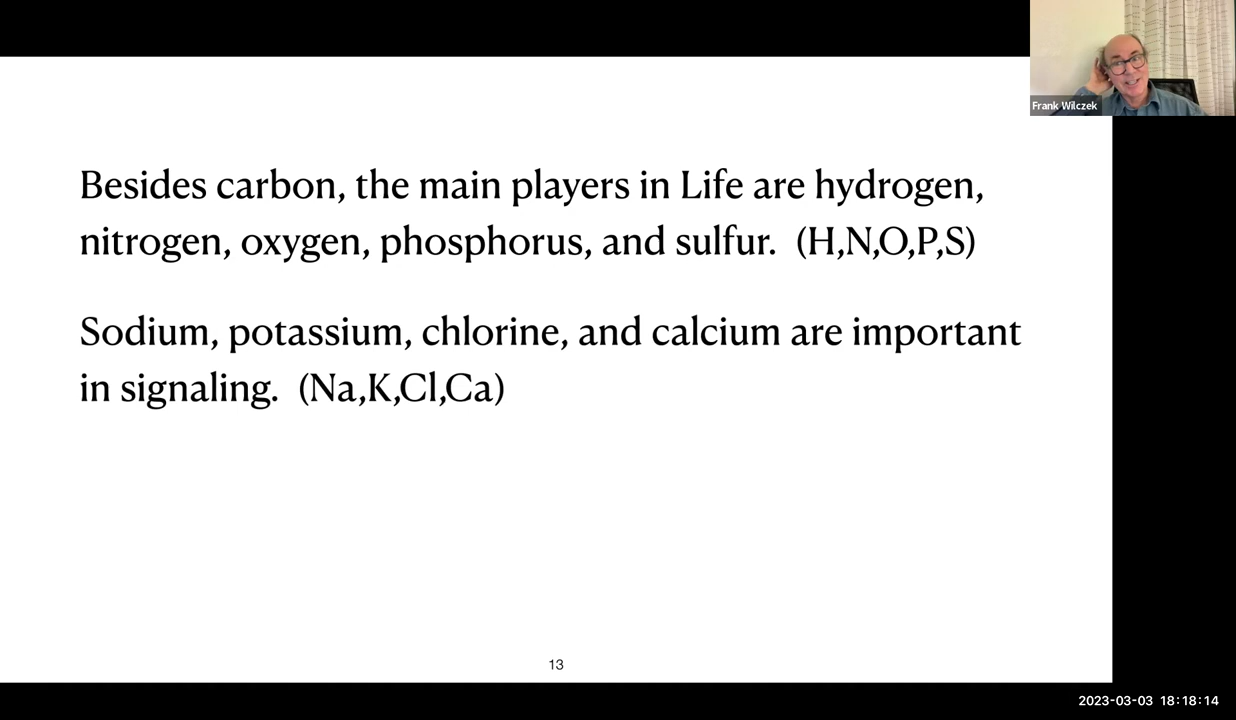 Frank Wilczek
Besides carbon, the main players in Life are hydrogen,
nitrogen, oxygen, phosphorus, and sulfur. (H,N,O,P,S)
Sodium, potassium, chlorine, and calcium are important
in signaling. (Na,K,Cl,Ca)
13
2023-03-03 18:18:14